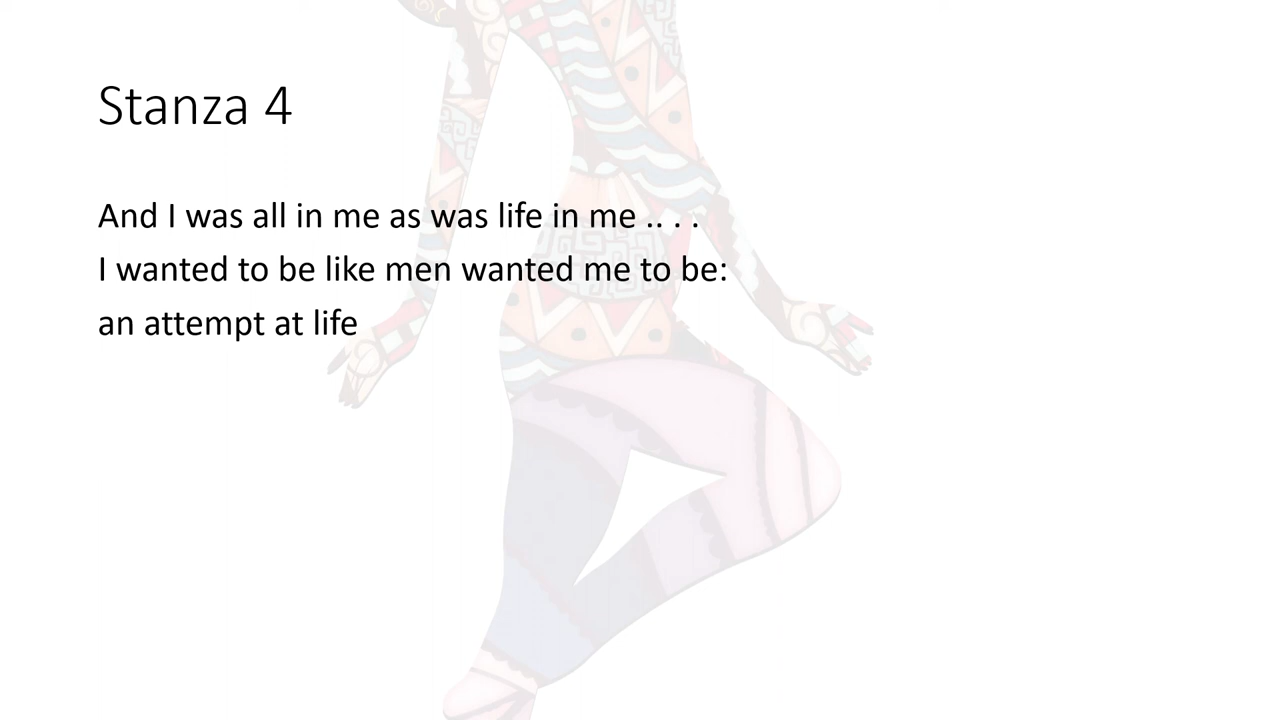 Stanza 4
And I was all in me as was life in me .. . .
I wanted to be like men wanted me to be:
an attempt at life